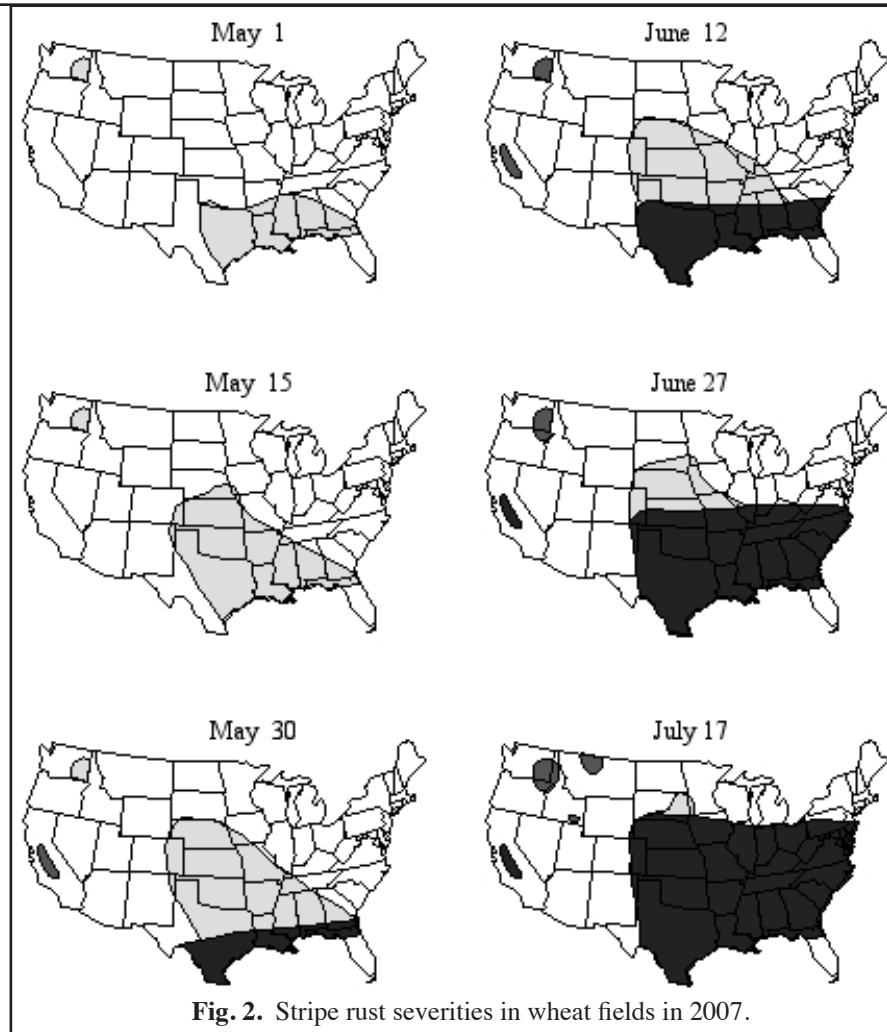 May 1
June 12
May 15
June 27
May 30
July 17
Fig. 2. Stripe rust severities in wheat fields in 2007.